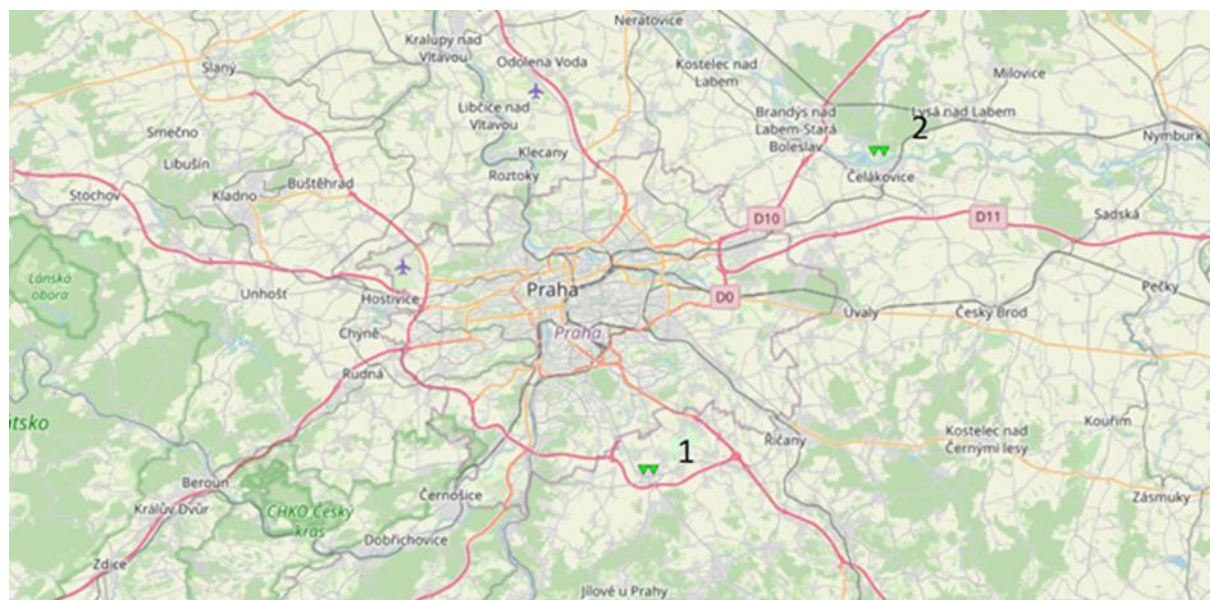 Neratovice
Kralupy nad
Vltavou
Odolena Voda
Slaný
Kostelec nad
Labem
Milovice
Libčice nad
Vltavou
Brandýs nad
Labem-Stará
Boleslav
Lysá nad Labem
2
Smečno
Nymburk
Libušín
Klecany
Roztoky
Čelákovice
Buštěhrad
Stochov
Kladno
D10
D11
Sadská
Lánská
obora
Unhošť
Hostivice
Praha
D0
Pečky
Úvaly
Český Brod
Chýně
Praha
Rudná
Kouřim
Říčany
Kostelec nad
Černými lesy
1
Beroun
Králův Dvůr
Černošice
CHKO Český
kras
Zásmuky
Dobřichovice
Zdice
Jílové u Prahy